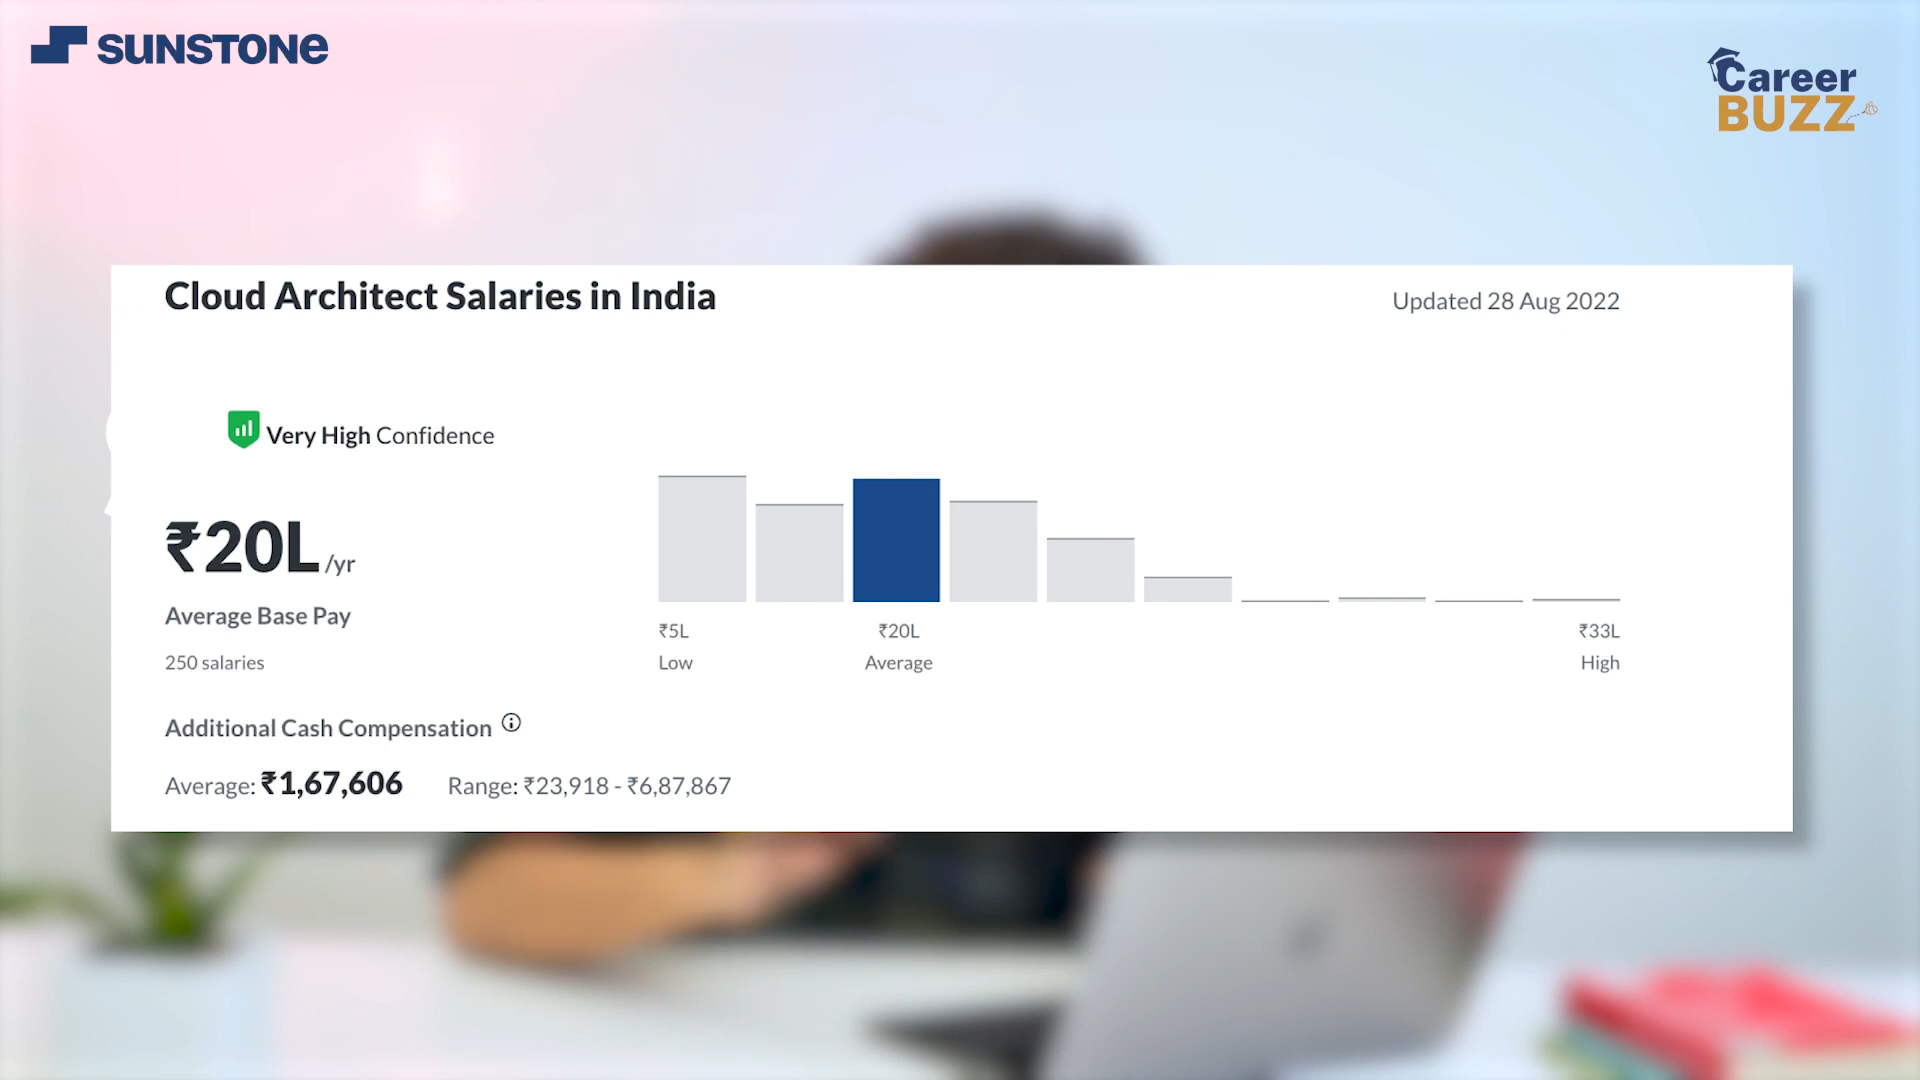 SUNSTONE
Career
BUZZ
Cloud Architect Salaries in India
Updated 28 Aug 2022
Very High Confidence
₹20L /yr
Average Base Pay
250 salaries
₹5L
Low
₹20L
Average
₹33L
High
Additional Cash Compensation
Average: ₹1,67,606
Range: ₹23,918 - ₹6,87,867